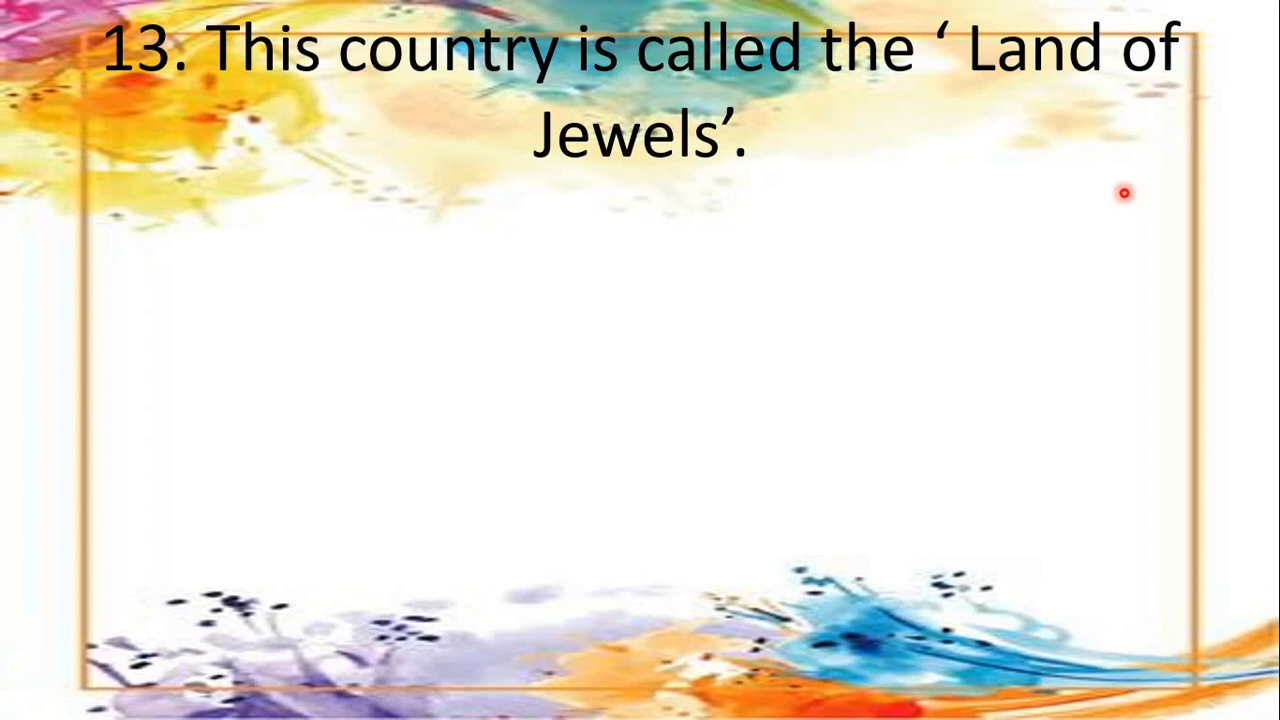 13. This country is called the ‘ Land of
Jewels’.